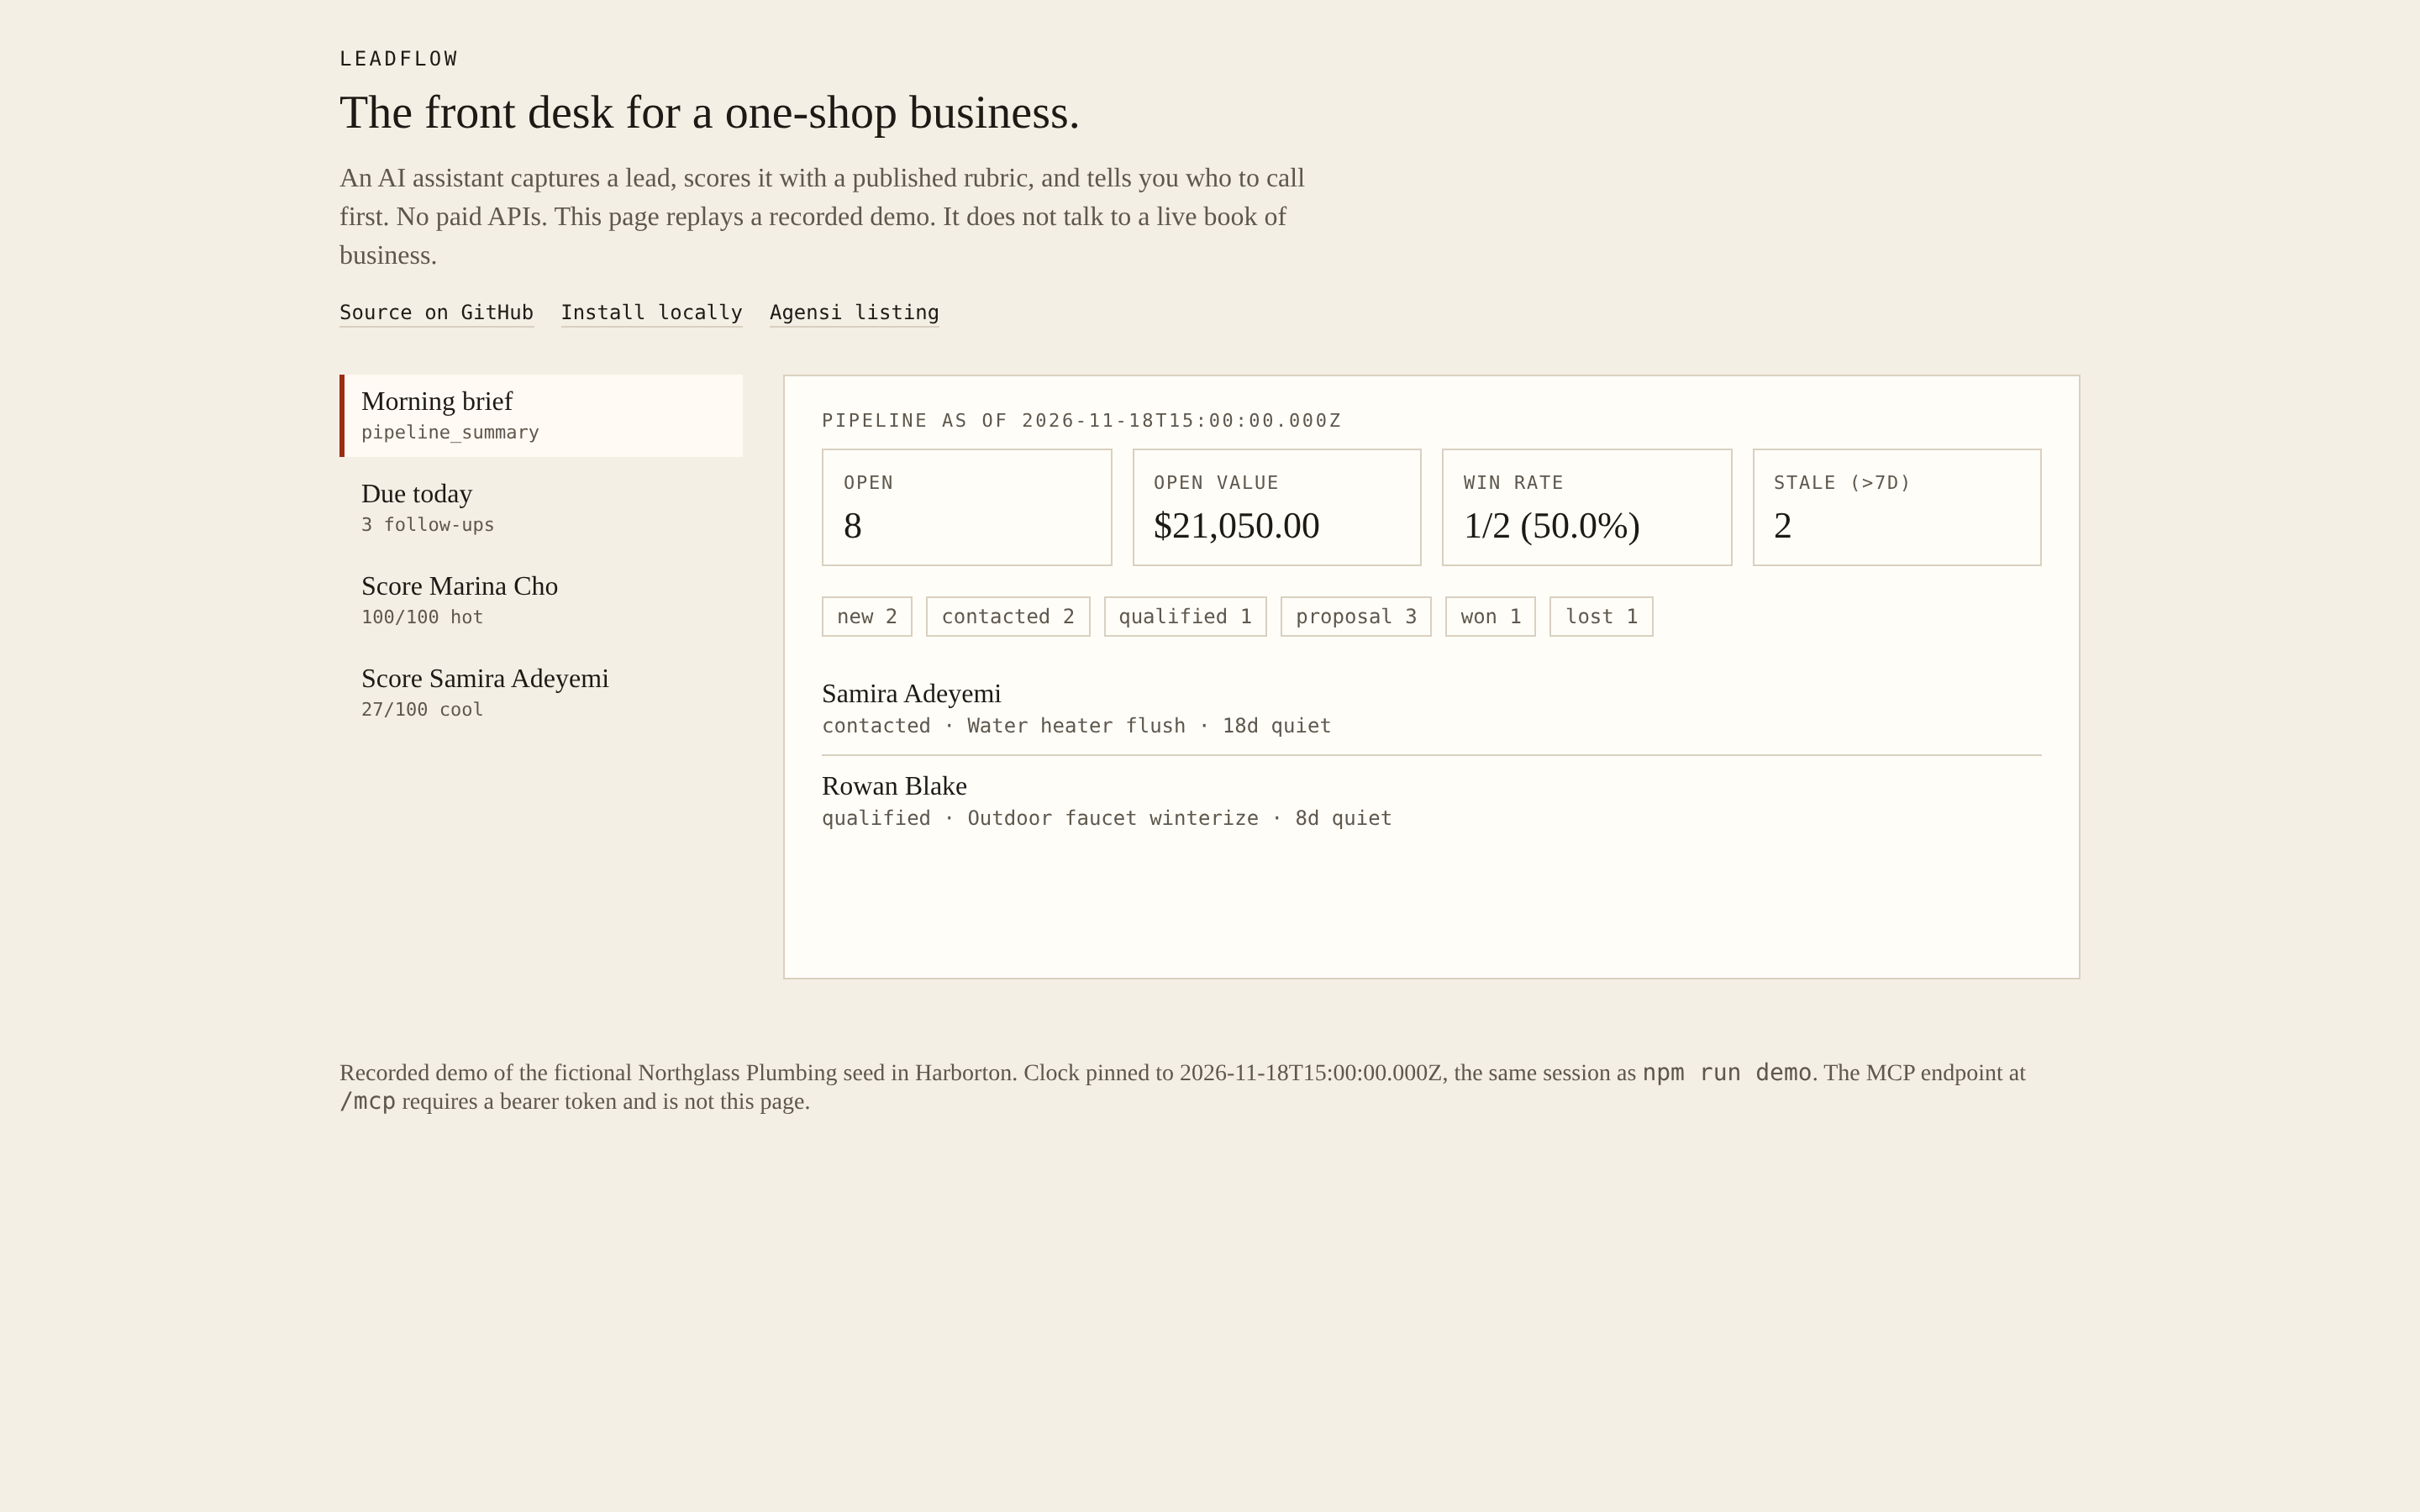 LEADFLOW
The front desk for a one-shop business.
An AI assistant captures a lead, scores it with a published rubric, and tells you who to call
first. No paid APIs. This page replays a recorded demo. It does not talk to a live book of
business.
Source on GitHub Install locally Agensi listing
Morning brief
pipeline_summary
Due today
3 follow-ups
Score Marina Cho
100/100 hot
Score Samira Adeyemi
27/100 cool
PIPELINE AS OF 2026-11-18T15:00:00.000Z
OPEN
8
OPEN VALUE
$21,050.00
WIN RATE
1/2 (50.0%)
STALE (>7D)
2
new 2 contacted 2 qualified 1 proposal 3 won 1 lost 1
Samira Adeyemi
contacted · Water heater flush · 18d quiet
Rowan Blake
qualified · Outdoor faucet winterize · 8d quiet
Recorded demo of the fictional Northglass Plumbing seed in Harborton. Clock pinned to 2026-11-18T15:00:00.000Z, the same session as npm run demo. The MCP endpoint at
/mcp requires a bearer token and is not this page.